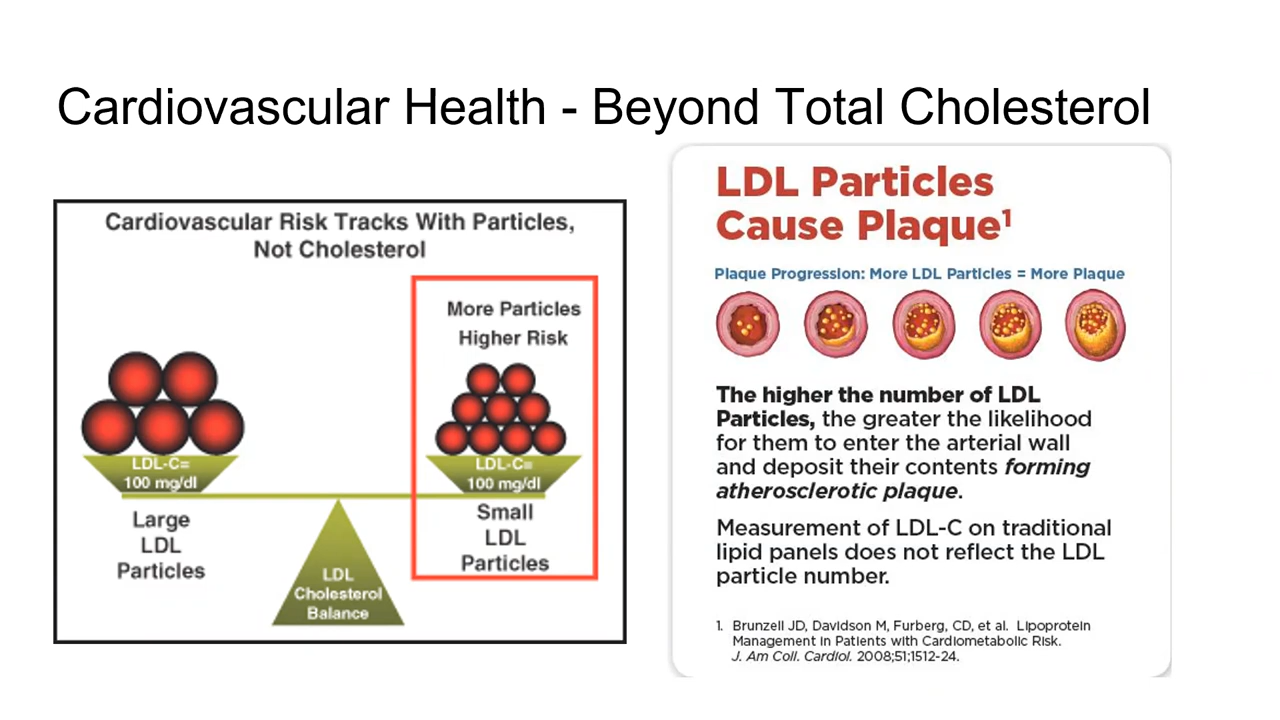 Cardiovascular Health - Beyond Total Cholesterol
Cardiovascular Risk Tracks With Particles,
Not Cholesterol
More Particles
Higher Risk
LDL-C=
100 mg/dl
LDL-C=
100 mg/dl
Large
LDL
Particles
Small
LDL
Particles
LDL
Cholesterol
Balance
LDL Particles
Cause Plaque¹
Plaque Progression: More LDL Particles = More Plaque
The higher the number of LDL
Particles, the greater the likelihood
for them to enter the arterial wall
and deposit their contents forming
atherosclerotic plaque.
Measurement of LDL-C on traditional
lipid panels does not reflect the LDL
particle number.
1. Brunzell JD, Davidson M, Furberg, CD, et al. Lipoprotein
Management in Patients with Cardiometabolic Risk.
J. Am Coll. Cardiol. 2008;51;1512-24.